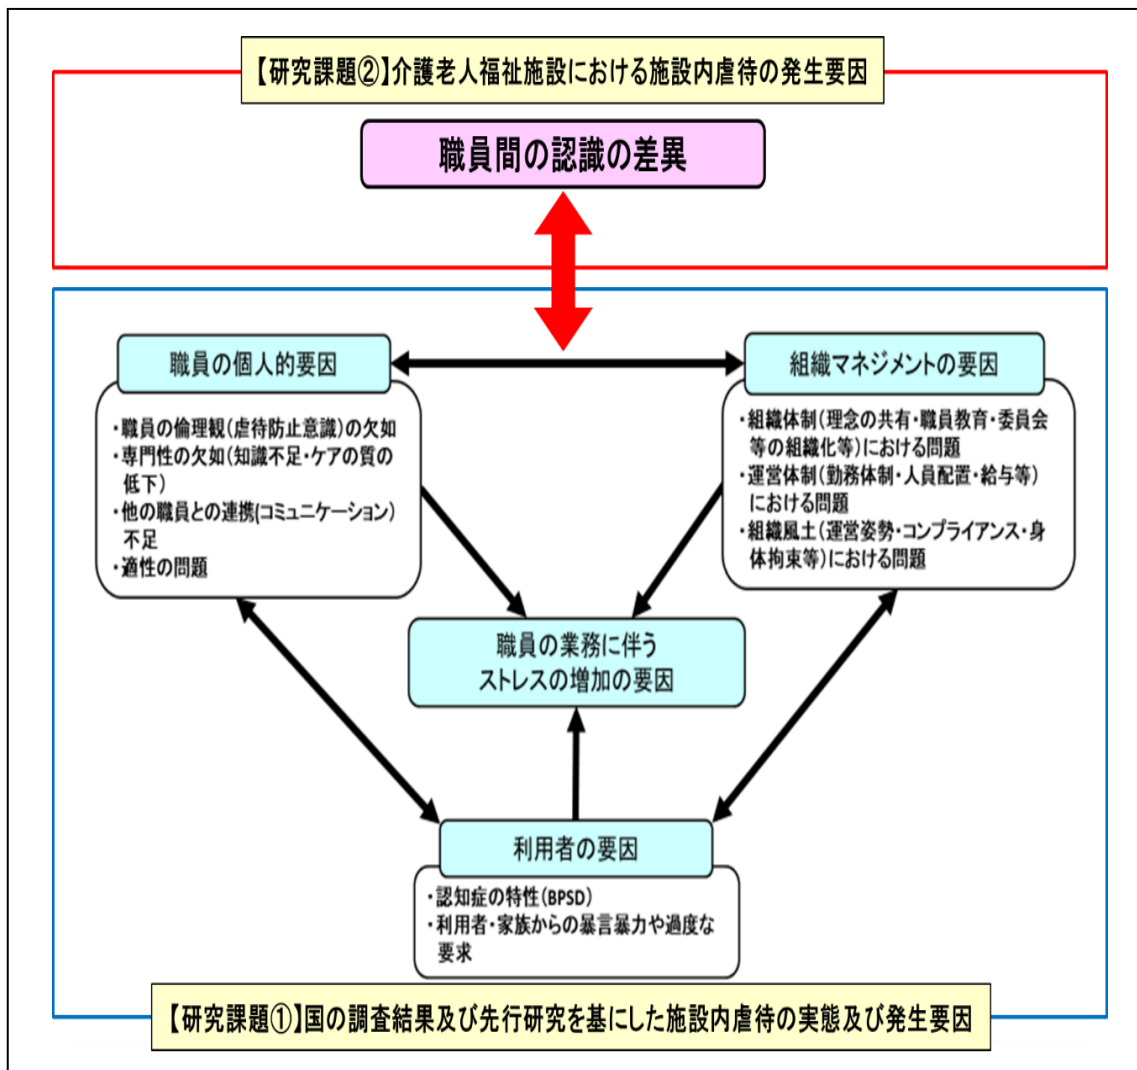 【研究課題②】介護老人福祉施設における施設内虐待の発生要因
職員間の認識の差異
職員の個人的要因
・職員の倫理観(虐待防止意識)の欠如
・専門性の欠如(知識不足・ケアの質の
低下)
・他の職員との連携(コミュニケーション)
不足
・適性の問題
組織マネジメントの要因
・組織体制(理念の共有・職員教育・委員会
等の組織化等)における問題
・運営体制(勤務体制・人員配置・給与等)
における問題
・組織風土(運営姿勢・コンプライアンス・身
体拘束等)における問題
職員の業務に伴う
ストレスの増加の要因
利用者の要因
・認知症の特性(BPSD)
・利用者・家族からの暴言暴力や過度な
要求
【研究課題①】国の調査結果及び先行研究を基にした施設内虐待の実態及び発生要因